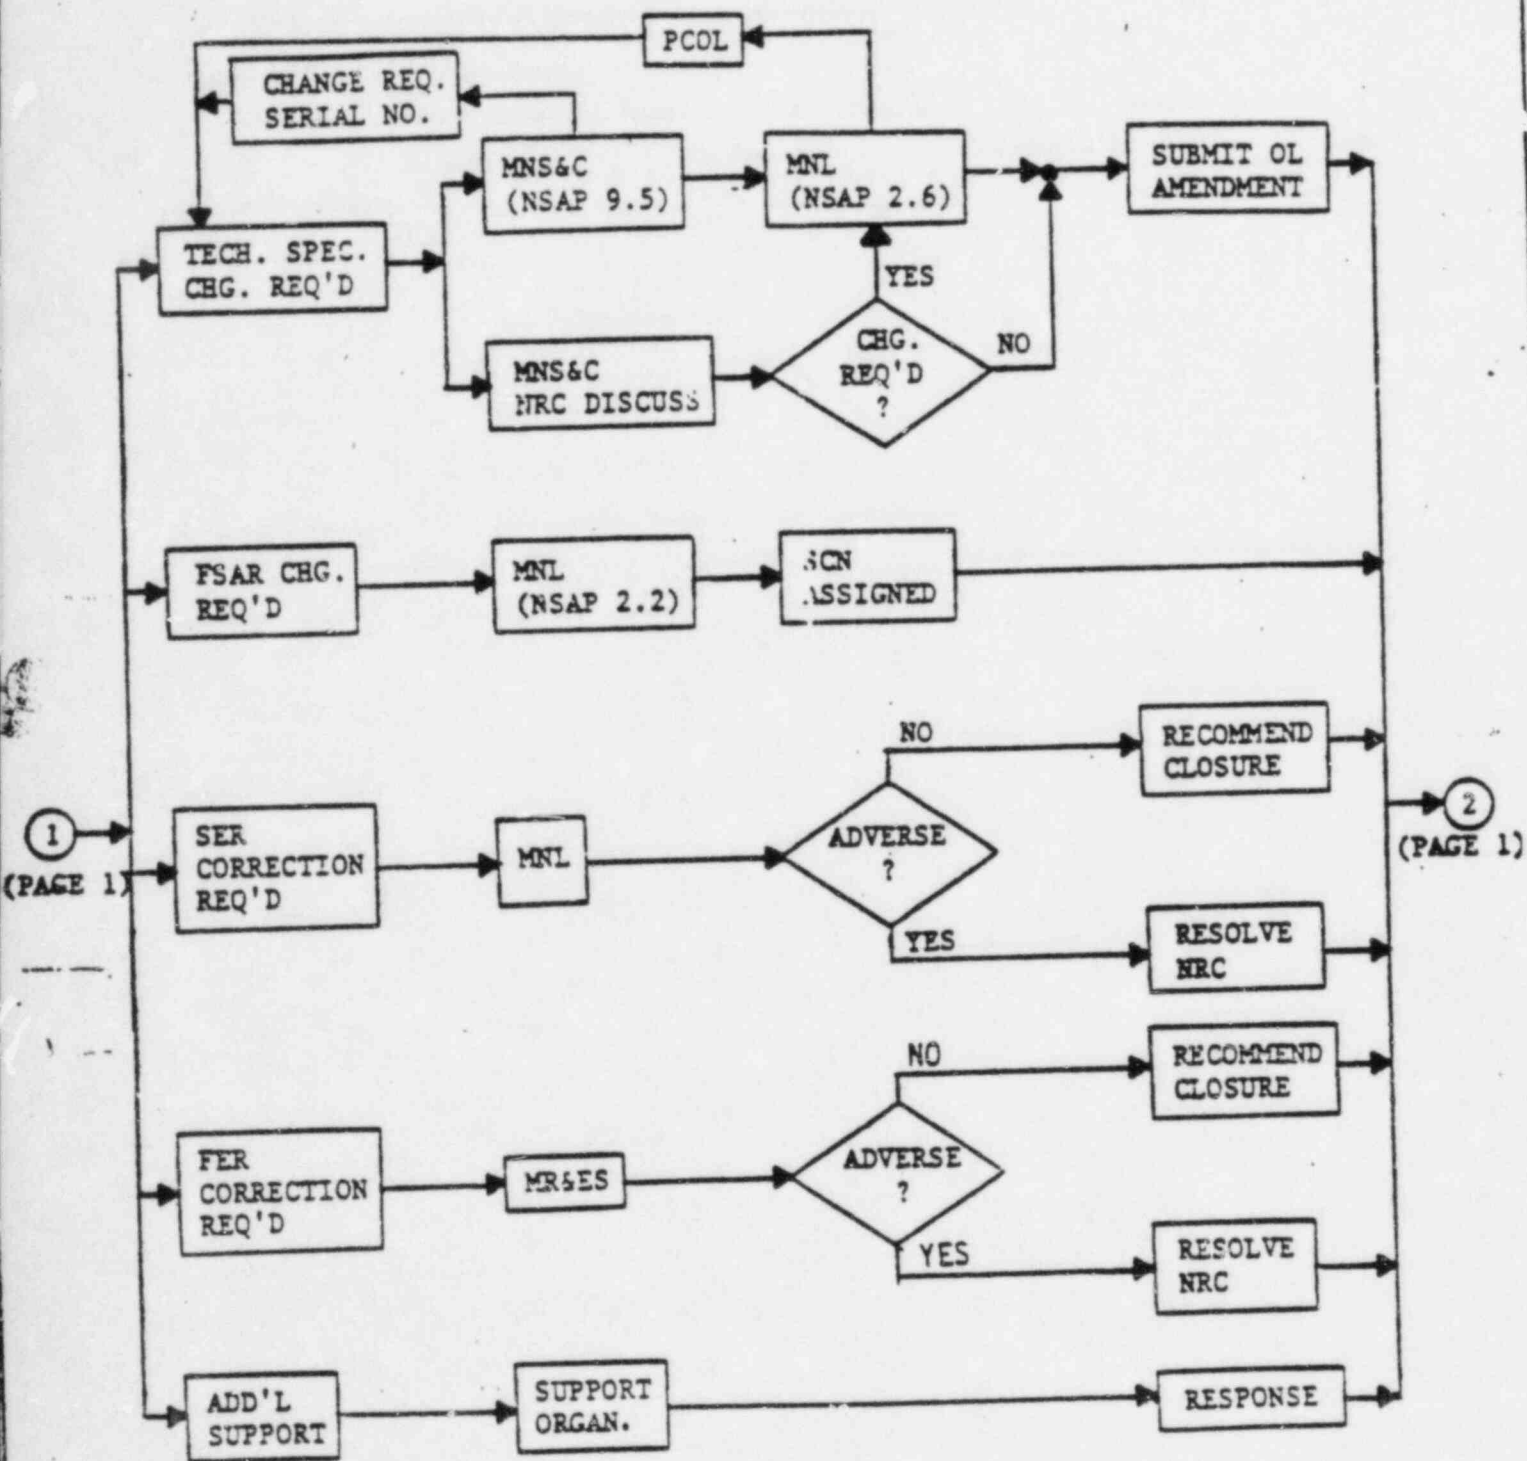 PCOL
CHANGE REQ.
SERIAL NO.
MNS&C
(NSAP 9.5)
MNL
(NSAP 2.6)
SUBMIT OL
AMENDMENT
TECH. SPEC.
CHG. REQ'D
YES
MNS&C
NRC DISCUSS
CHG.
REQ'D
?
NO
FSAR CHG.
REQ'D
MNL
(NSAP 2.2)
SCN
ASSIGNED
NO
RECOMMEND
CLOSURE
1
(PAGE 1)
SER
CORRECTION
REQ'D
MNL
ADVERSE
?
2
(PAGE 1)
YES
RESOLVE
NRC
NO
RECOMMEND
CLOSURE
FER
CORRECTION
REQ'D
MR&ES
ADVERSE
?
YES
RESOLVE
NRC
ADD'L
SUPPORT
SUPPORT
ORGAN.
RESPONSE